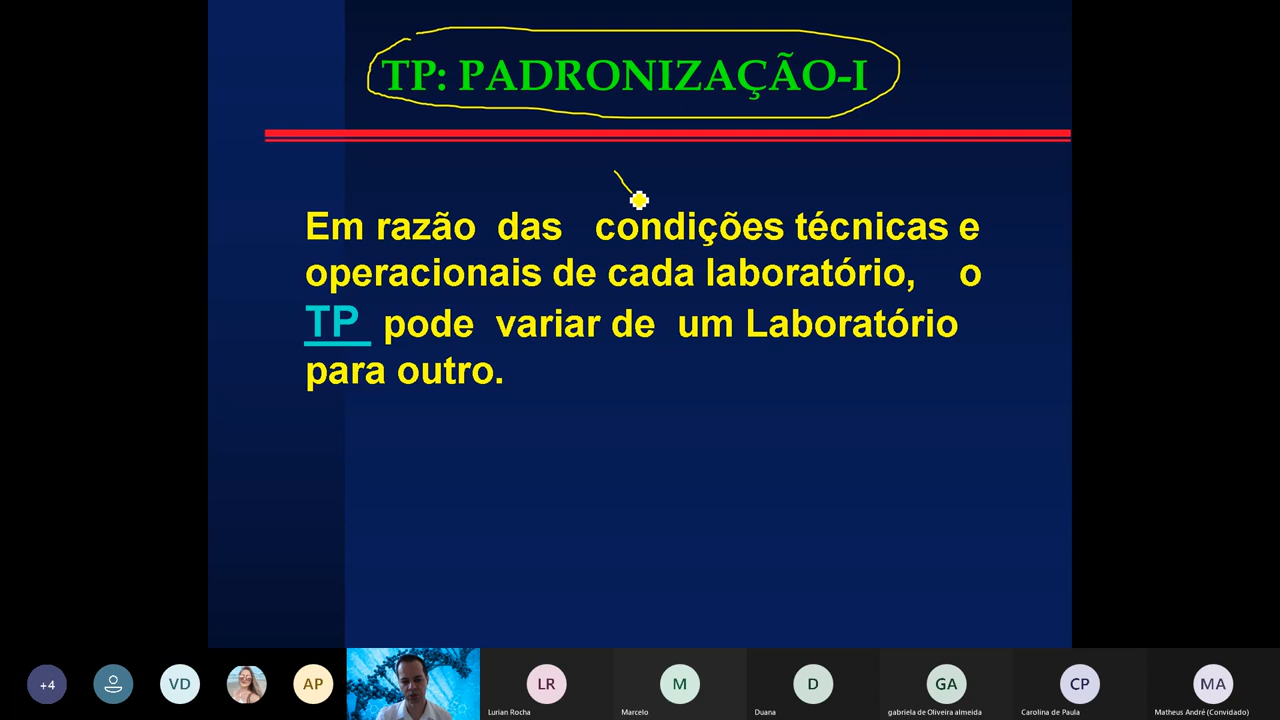 TP: PADRONIZAÇÃO-I
Em razão das condições técnicas e
operacionais de cada laboratório, o
TP pode variar de um Laboratório
para outro.
+4
VD
AP
LR
Lurian Rocha
M
Marcelo
D
Duana
GA
gabriela de Oliveira almeida
CP
Carolina de Paula
MA
Matheus André (Convidado)